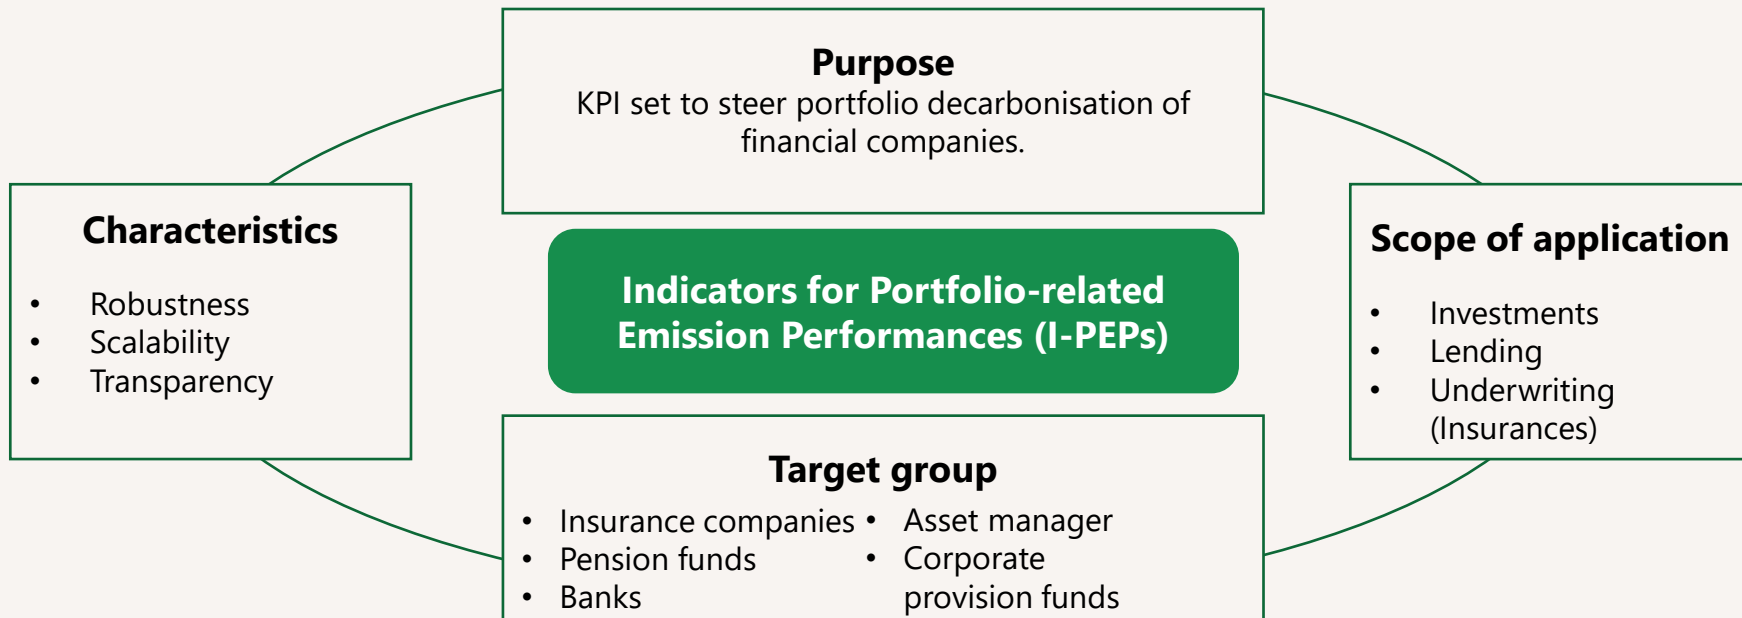 Purpose
KPI set to steer portfolio decarbonisation of
financial companies.
Characteristics
• Robustness
• Scalability
• Transparency
Indicators for Portfolio-related
Emission Performances (I-PEPs)
Scope of application
• Investments
• Lending
• Underwriting
(Insurances)
Target group
• Insurance companies
• Pension funds
• Banks
• Asset manager
• Corporate
provision funds